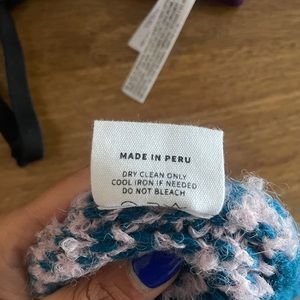 MADE IN PERU
DRY CLEAN ONLY
COOL IRON IF NEEDED
DO NOT BLEACH